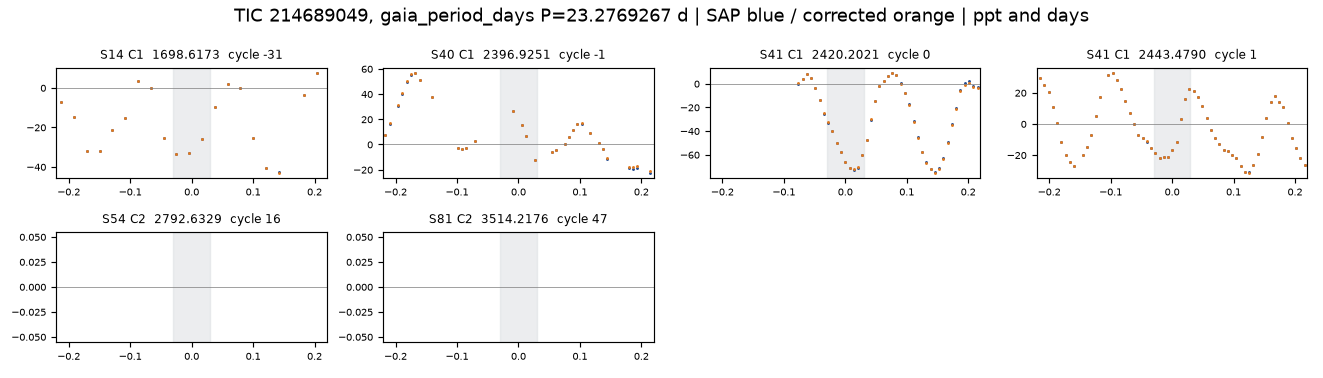 TIC 214689049, gaia_period_days P=23.2769267 d | SAP blue / corrected orange | ppt and days
S14 C1 1698.6173 cycle -31
S40 C1 2396.9251 cycle -1
S41 C1 2420.2021 cycle 0
S41 C1 2443.4790 cycle 1
0
−20
−40
−0.2 −0.1 0.0 0.1 0.2
60
40
20
0
−20
−0.2 −0.1 0.0 0.1 0.2
0
−20
−40
−60
−0.2 −0.1 0.0 0.1 0.2
20
0
−20
−0.2 −0.1 0.0 0.1 0.2
S54 C2 2792.6329 cycle 16
S81 C2 3514.2176 cycle 47
0.050
0.025
0.000
−0.025
−0.050
−0.2 −0.1 0.0 0.1 0.2
0.050
0.025
0.000
−0.025
−0.050
−0.2 −0.1 0.0 0.1 0.2